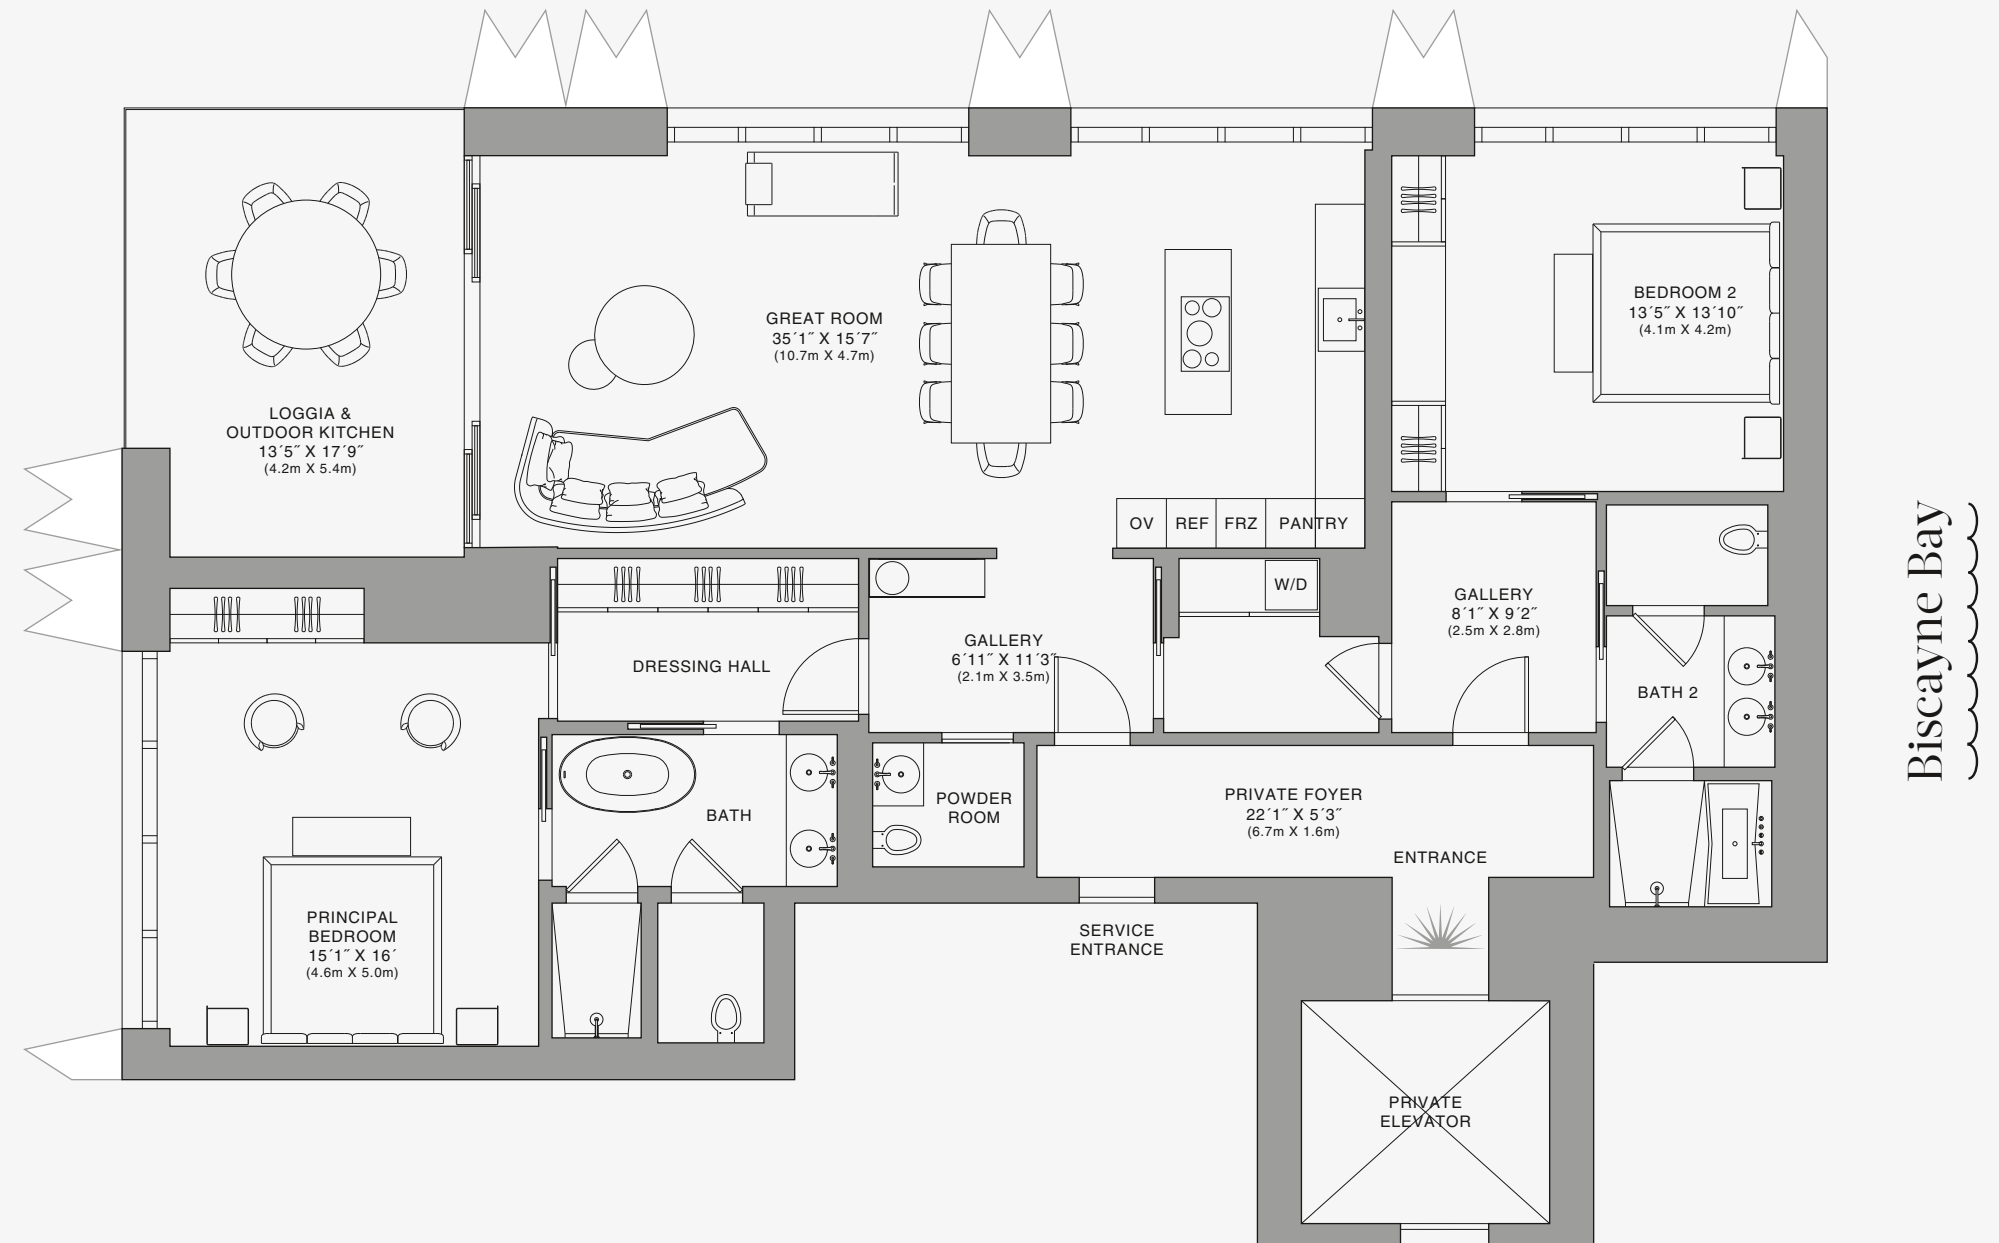 GREAT ROOM
35´1˝ X 15´7˝
(10.7m X 4.7m)
BEDROOM 2
13´5˝ X 13´10˝
(4.1m X 4.2m)
LOGGIA &
OUTDOOR KITCHEN
13´5˝ X 17´9˝
(4.2m X 5.4m)
OV
REF
FRZ
PANTRY
W/D
GALLERY
8´1˝ X 9´2˝
(2.5m X 2.8m)
GALLERY
6´11˝ X 11´3˝
(2.1m X 3.5m)
DRESSING HALL
BATH 2
Biscayne Bay
BATH
POWDER
ROOM
PRIVATE FOYER
22´1˝ X 5´3˝
(6.7m X 1.6m)
ENTRANCE
PRINCIPAL
BEDROOM
15´1˝ X 16´
(4.6m X 5.0m)
SERVICE
ENTRANCE
PRIVATE
ELEVATOR